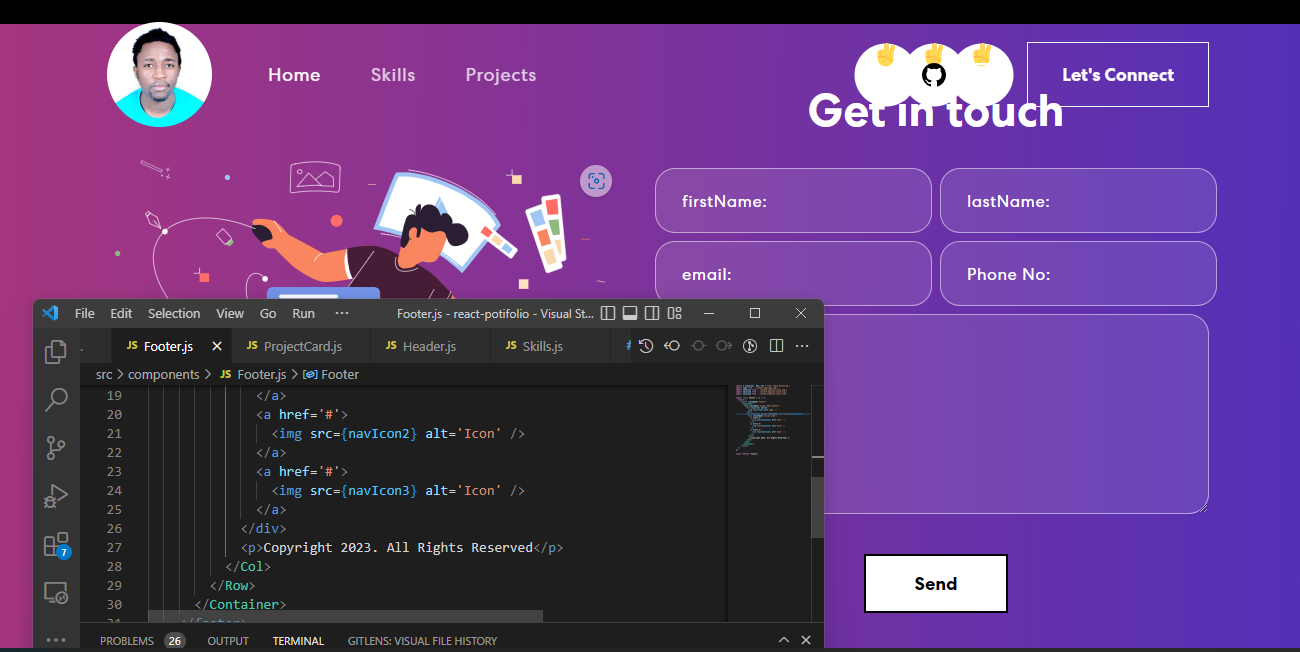 Home Skills Projects Let's Connect
Get in touch
firstName: lastName:
email: Phone No:
File Edit Selection View Go Run ··· Footer.js - react-potifolio - Visual St...
JS Footer.js JS ProjectCard.js JS Header.js JS Skills.js
src > components > JS Footer.js > Footer
19 </a>
20 <a href='#'>
21 <img src={navIcon2} alt='Icon' />
22 </a>
23 <a href='#'>
24 <img src={navIcon3} alt='Icon' />
25 </a>
26 </div>
27 <p>Copyright 2023. All Rights Reserved</p>
28 </Col>
29 </Row>
30 </Container>
31 </footer>
7
Send
PROBLEMS 26 OUTPUT TERMINAL GITLENS: VISUAL FILE HISTORY